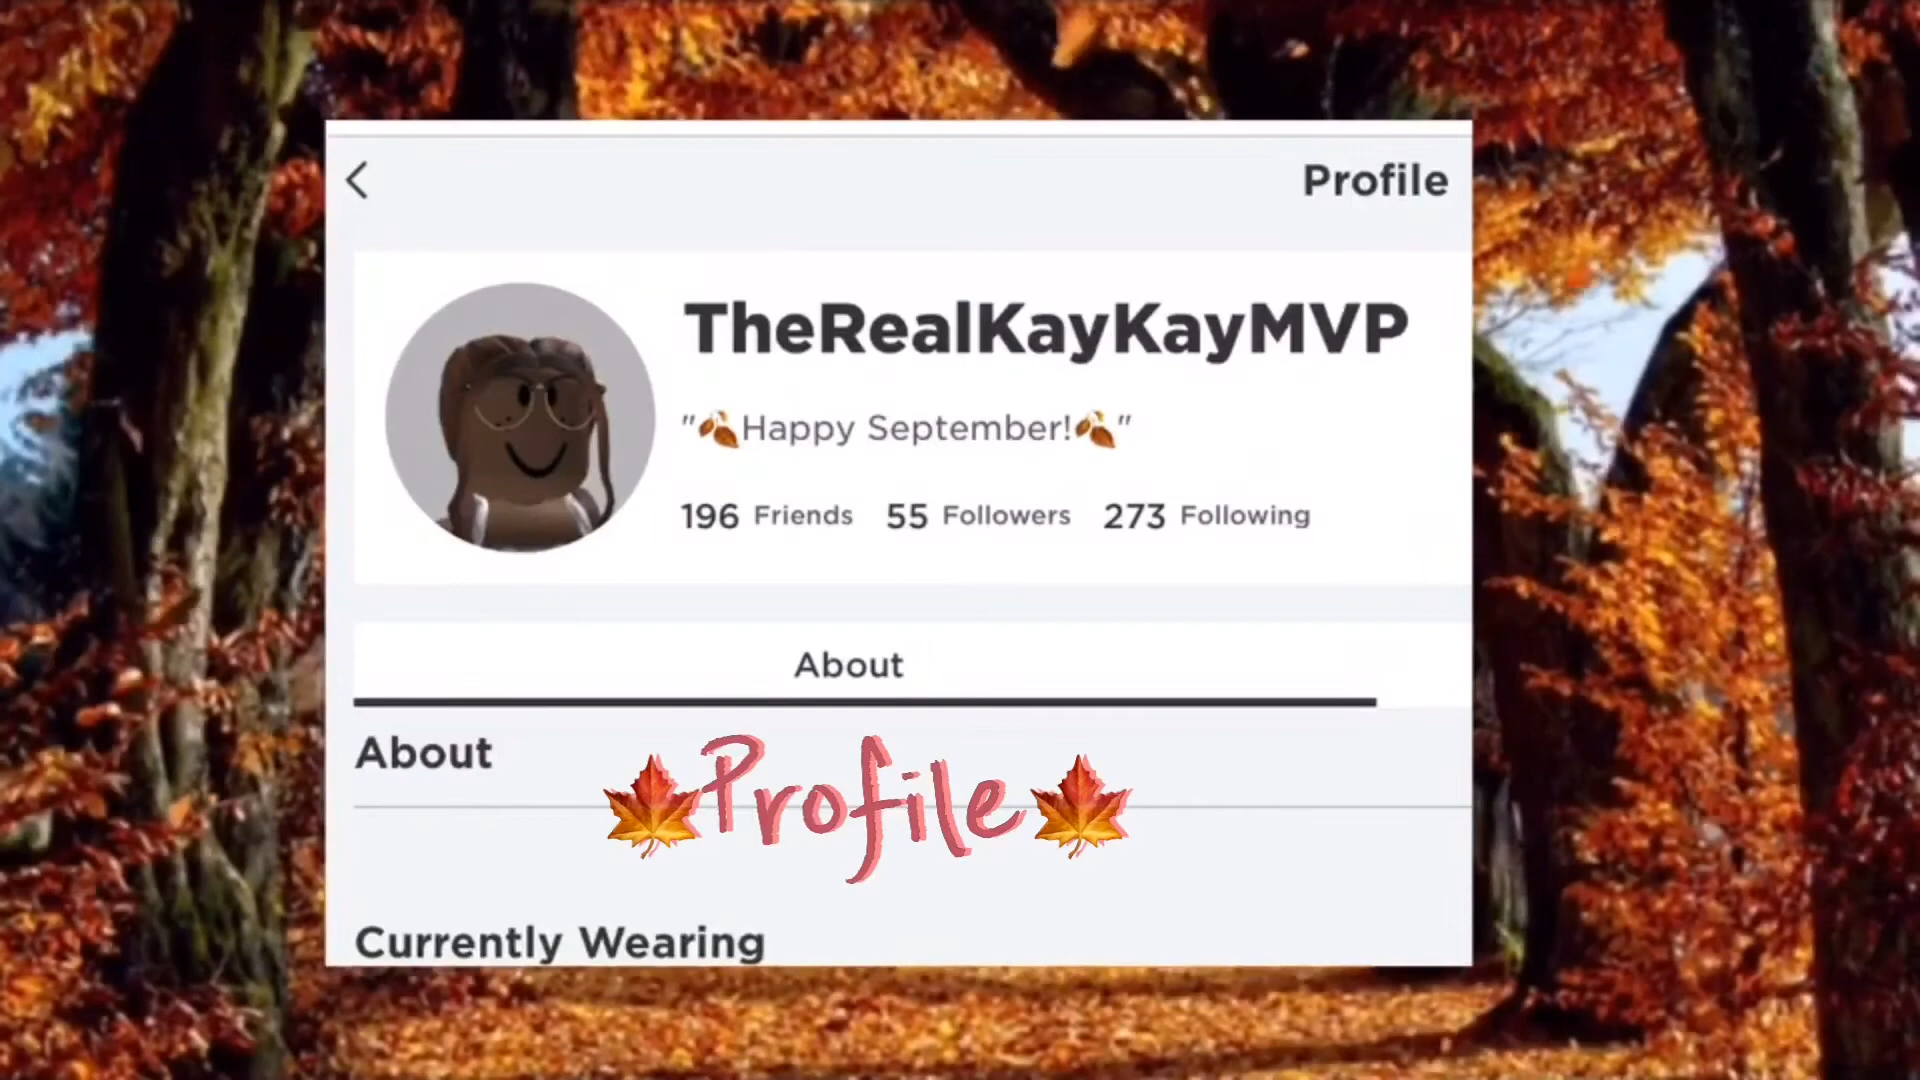 Profile
TheRealKayKayMVP
"🍂Happy September!🍂"
196 Friends 55 Followers 273 Following
About
About
🍁Profile🍁
Currently Wearing